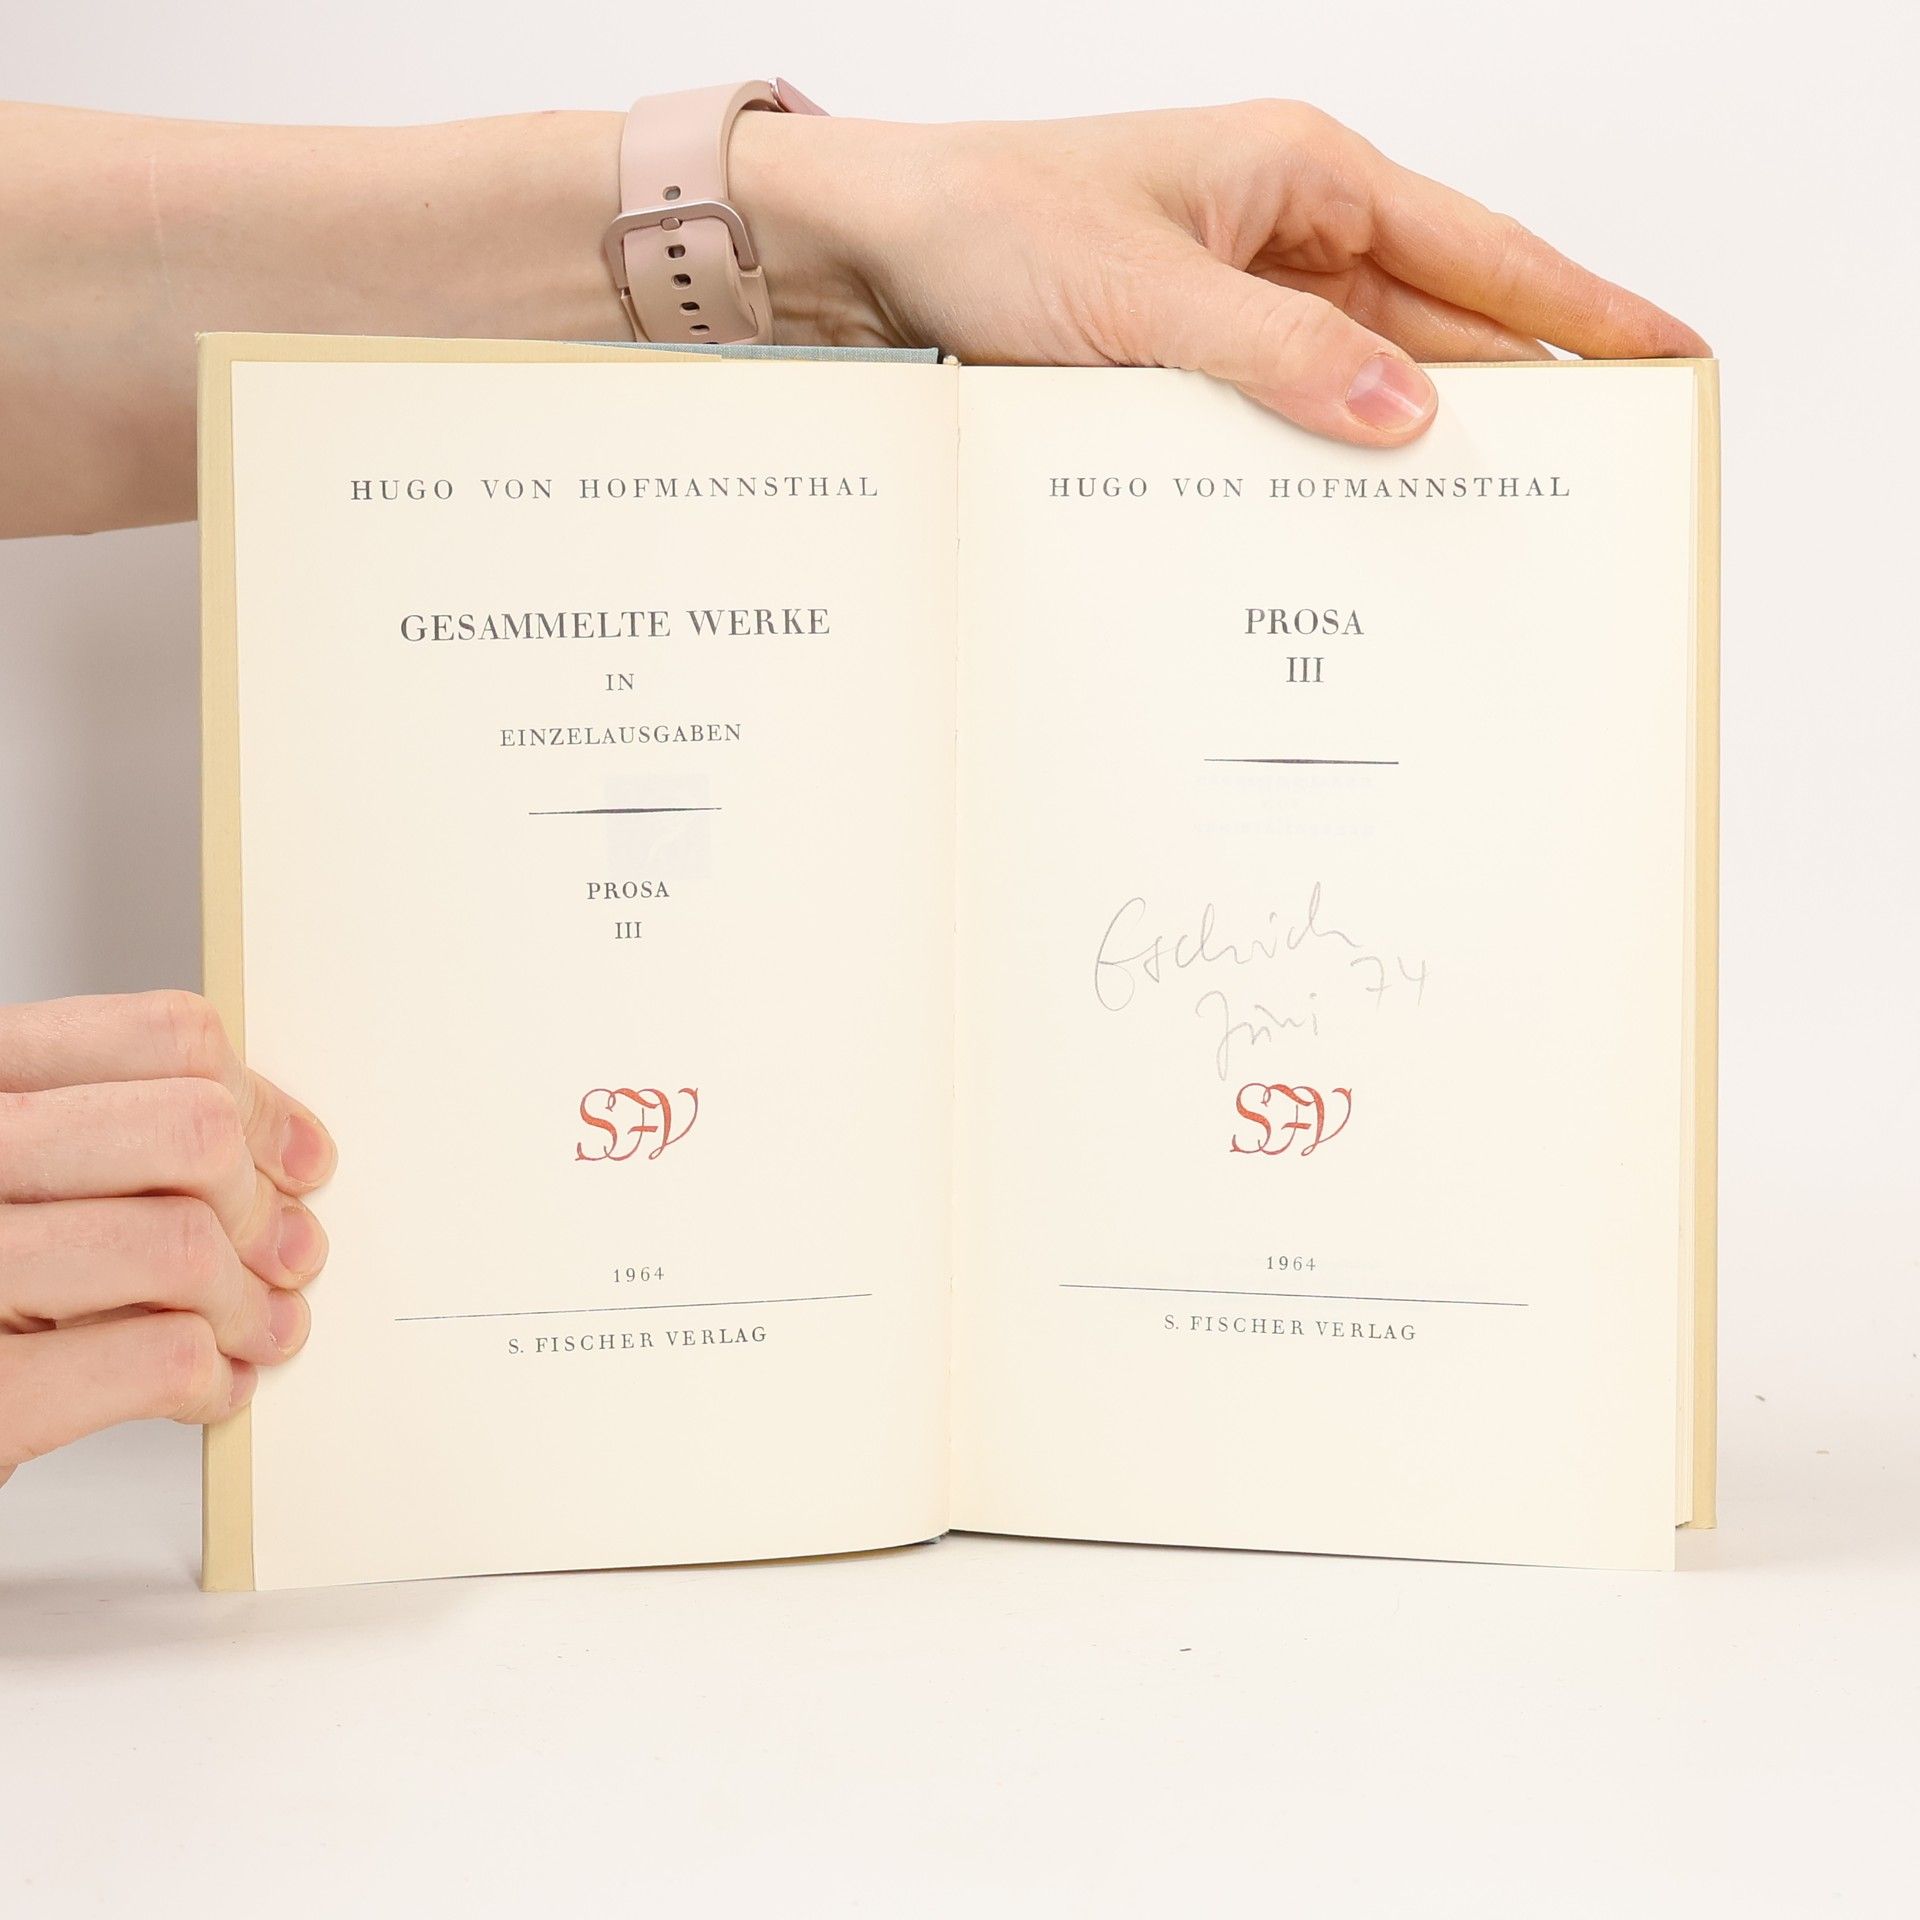 HUGO VON HOFMANNSTHAL
GESAMMELTE WERKE
IN
EINZELAUSGABEN
PROSA
III
SFV
1964
S. FISCHER VERLAG
HUGO VON HOFMANNSTHAL
PROSA
III
74
Juni
SFV
1964
S. FISCHER VERLAG